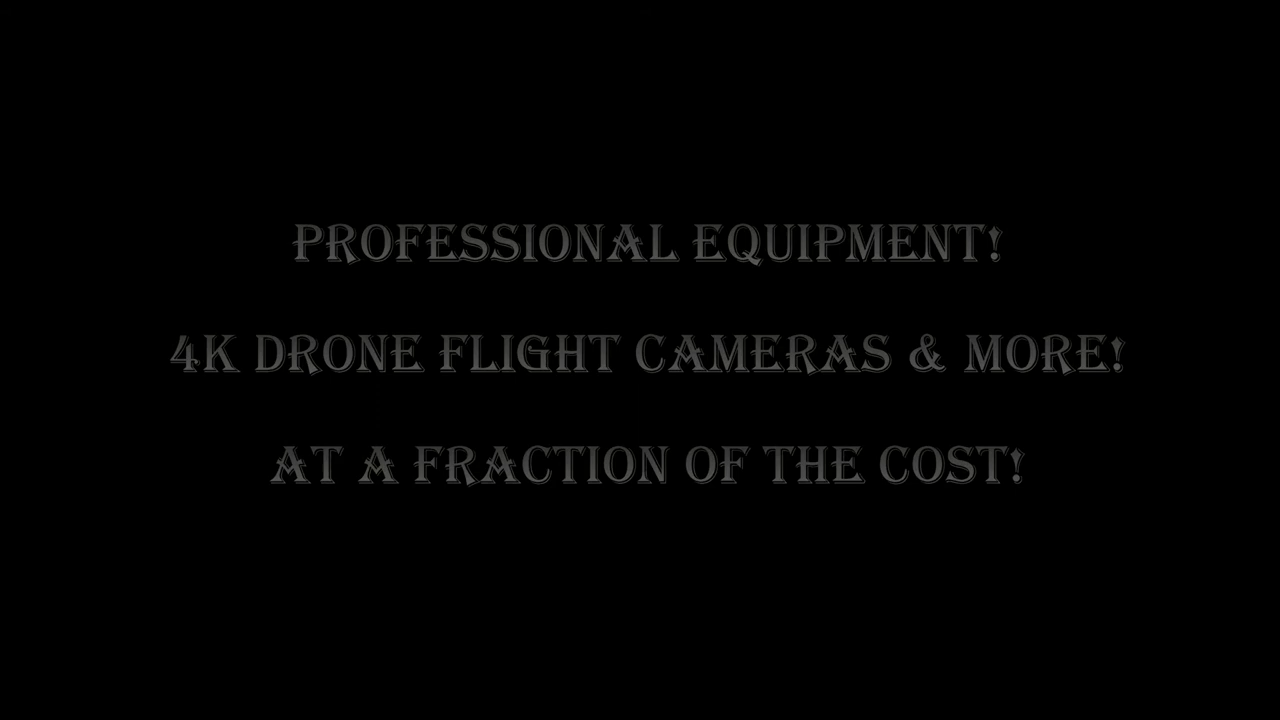 PROFESSIONAL EQUIPMENT!
4K DRONE FLIGHT CAMERAS & MORE!
AT A FRACTION OF THE COST!